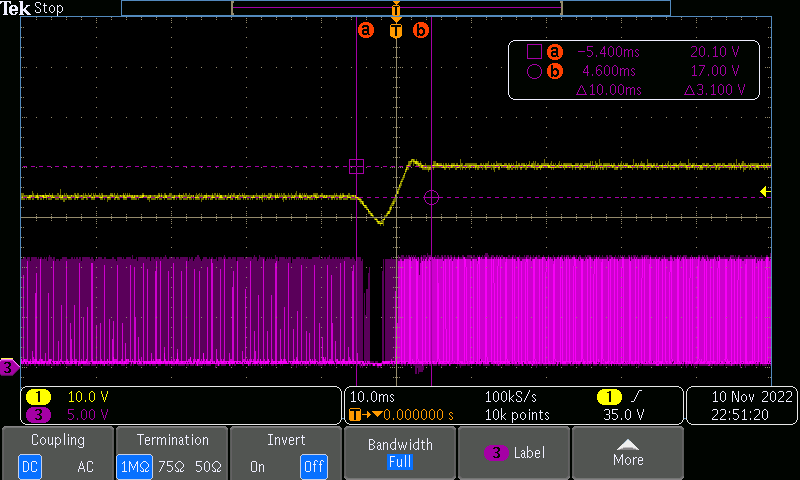 Tek Stop
T
a T b
a −5.400ms 20.10 V
b 4.600ms 17.00 V
Δ10.00ms Δ3.100 V
3
1 10.0 V
3 5.00 V
10.0ms 100kS/s
T→▼0.000000 s 10k points
1 35.0 V
10 Nov 2022
22:51:20
Coupling
DC AC
Termination
1MΩ 75Ω 50Ω
Invert
On Off
Bandwidth
Full
3 Label
More